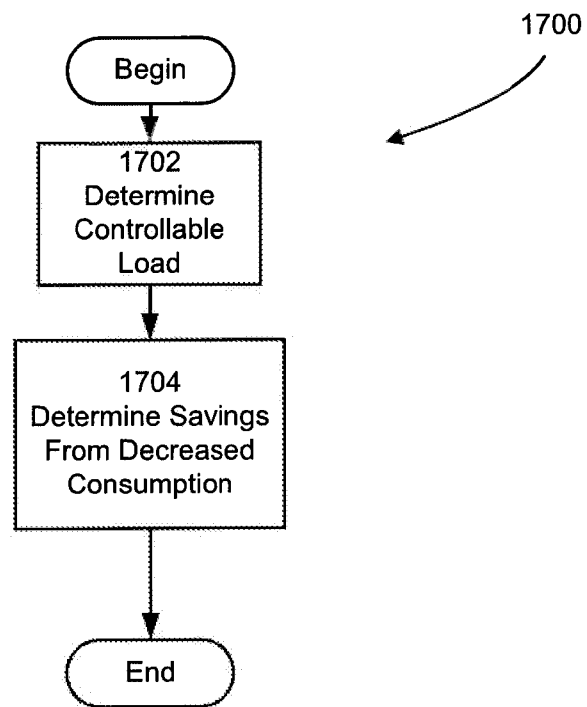 1700
Begin
1702
Determine
Controllable
Load
1704
Determine Savings
From Decreased
Consumption
End